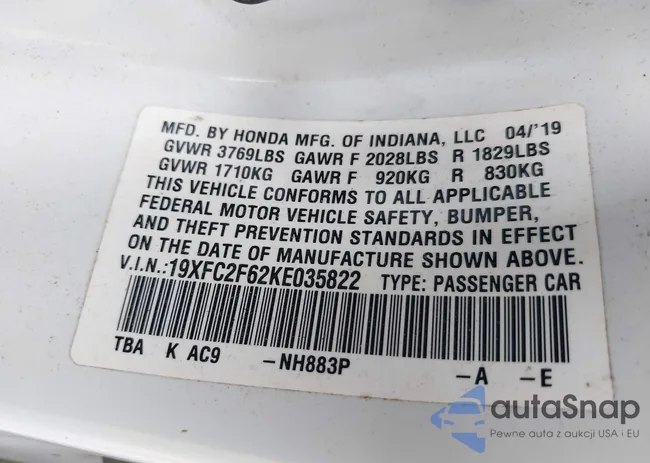 MFD. BY HONDA MFG. OF INDIANA, LLC 04/'19
GVWR 3769LBS GAWR F 2028LBS R 1829LBS
GVWR 1710KG GAWR F 920KG R 830KG
THIS VEHICLE CONFORMS TO ALL APPLICABLE
FEDERAL MOTOR VEHICLE SAFETY, BUMPER,
AND THEFT PREVENTION STANDARDS IN EFFECT
ON THE DATE OF MANUFACTURE SHOWN ABOVE.
V.I.N.:19XFC2F62KE035822 TYPE: PASSENGER CAR
TBA K AC9 -NH883P -A -E
autaSnap
Pewne auta z aukcji USA i EU